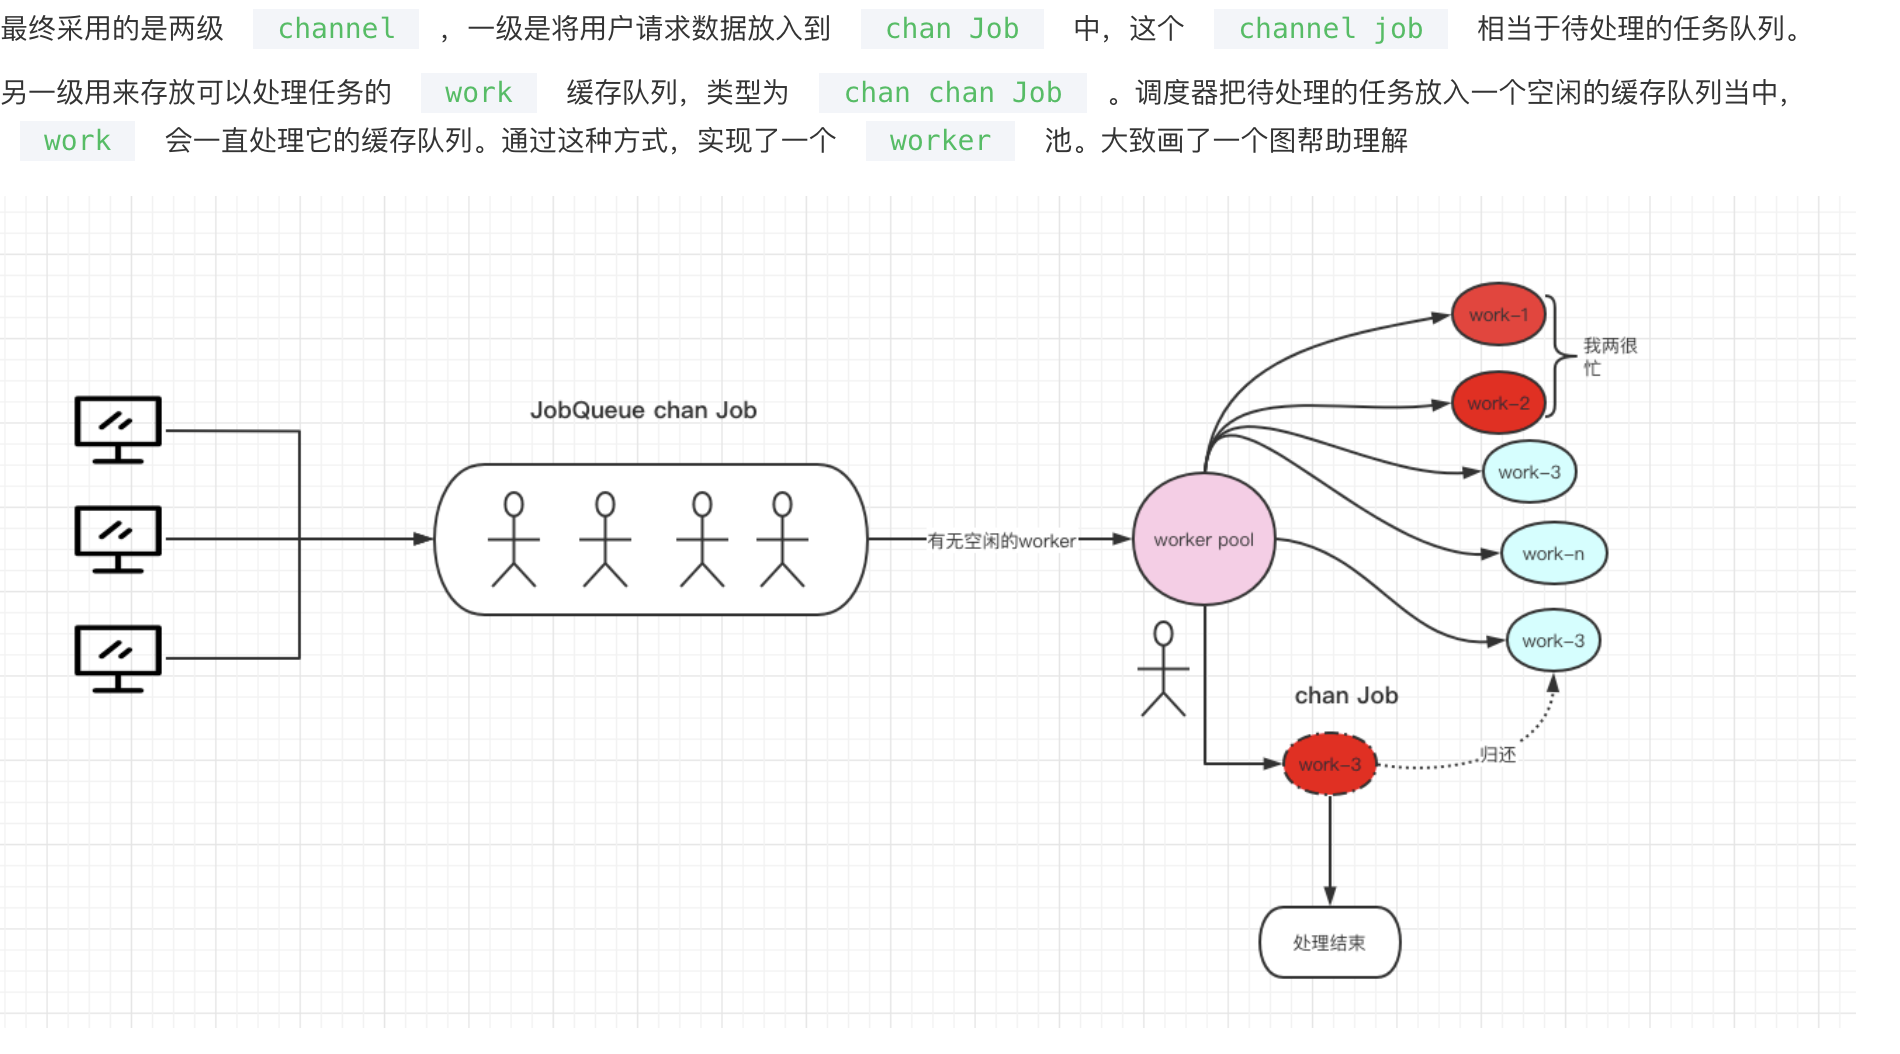 最终采用的是两级 channel ，一级是将用户请求数据放入到 chan Job 中，这个 channel job 相当于待处理的任务队列。
另一级用来存放可以处理任务的 work 缓存队列，类型为 chan chan Job 。调度器把待处理的任务放入一个空闲的缓存队列当中，
work 会一直处理它的缓存队列。通过这种方式，实现了一个 worker 池。大致画了一个图帮助理解
work-1
我两很
忙
work-2
JobQueue chan Job
work-3
有无空闲的worker
worker pool
work-n
work-3
chan Job
归还
work-3
处理结束